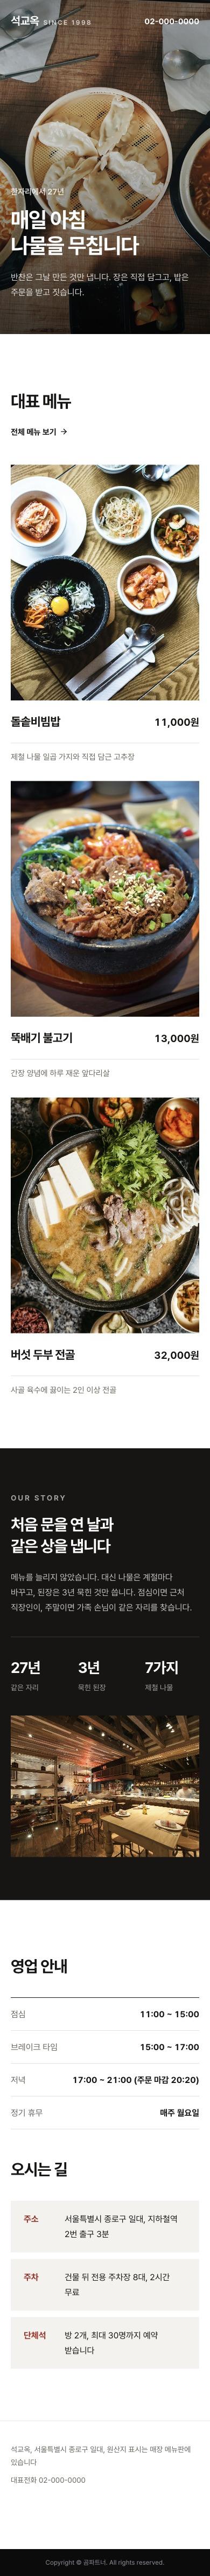 석교옥 SINCE 1998
02-000-0000
한자리에서 27년
매일 아침
나물을 무칩니다
반찬은 그날 만든 것만 냅니다. 장은 직접 담그고, 밥은
주문을 받고 짓습니다.
대표 메뉴
전체 메뉴 보기 →
돌솥비빔밥
11,000원
제철 나물 일곱 가지와 직접 담근 고추장
뚝배기 불고기
13,000원
간장 양념에 하루 재운 앞다리살
버섯 두부 전골
32,000원
사골 육수에 끓이는 2인 이상 전골
OUR STORY
처음 문을 연 날과
같은 상을 냅니다
메뉴를 늘리지 않았습니다. 대신 나물은 계절마다
바꾸고, 된장은 3년 묵힌 것만 씁니다. 점심이면 근처
직장인이, 주말이면 가족 손님이 같은 자리를 찾습니다.
27년
3년
7가지
같은 자리
묵힌 된장
제철 나물
영업 안내
점심
11:00 ~ 15:00
브레이크 타임
15:00 ~ 17:00
저녁
17:00 ~ 21:00 (주문 마감 20:20)
정기 휴무
매주 월요일
오시는 길
주소
서울특별시 종로구 일대, 지하철역
2번 출구 3분
주차
건물 뒤 전용 주차장 8대, 2시간
무료
단체석
방 2개, 최대 30명까지 예약
받습니다
석교옥, 서울특별시 종로구 일대, 원산지 표시는 매장 메뉴판에
있습니다
대표전화 02-000-0000
Copyright © 곰파트너. All rights reserved.